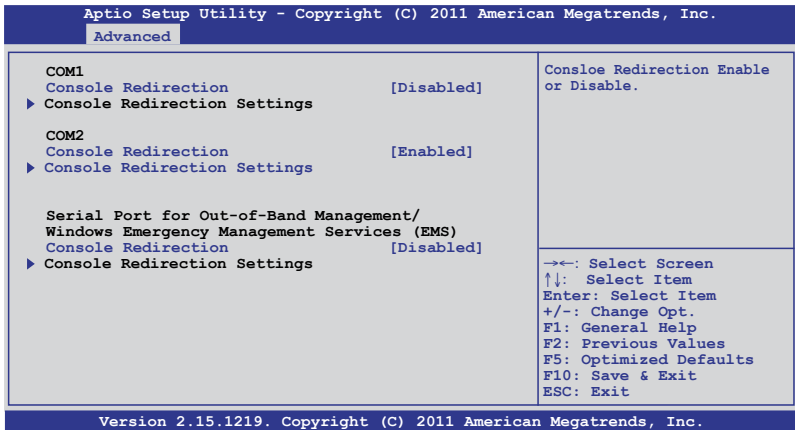 Aptio Setup Utility - Copyright (C) 2011 American Megatrends, Inc.
Advanced
COM1
Console Redirection [Disabled]
Console Redirection Settings
COM2
Console Redirection [Enabled]
Console Redirection Settings
Serial Port for Out-of-Band Management/
Windows Emergency Management Services (EMS)
Console Redirection [Disabled]
Console Redirection Settings
Consloe Redirection Enable
or Disable.
→←: Select Screen
↑↓: Select Item
Enter: Select Item
+/-: Change Opt.
F1: General Help
F2: Previous Values
F5: Optimized Defaults
F10: Save & Exit
ESC: Exit
Version 2.15.1219. Copyright (C) 2011 American Megatrends, Inc.